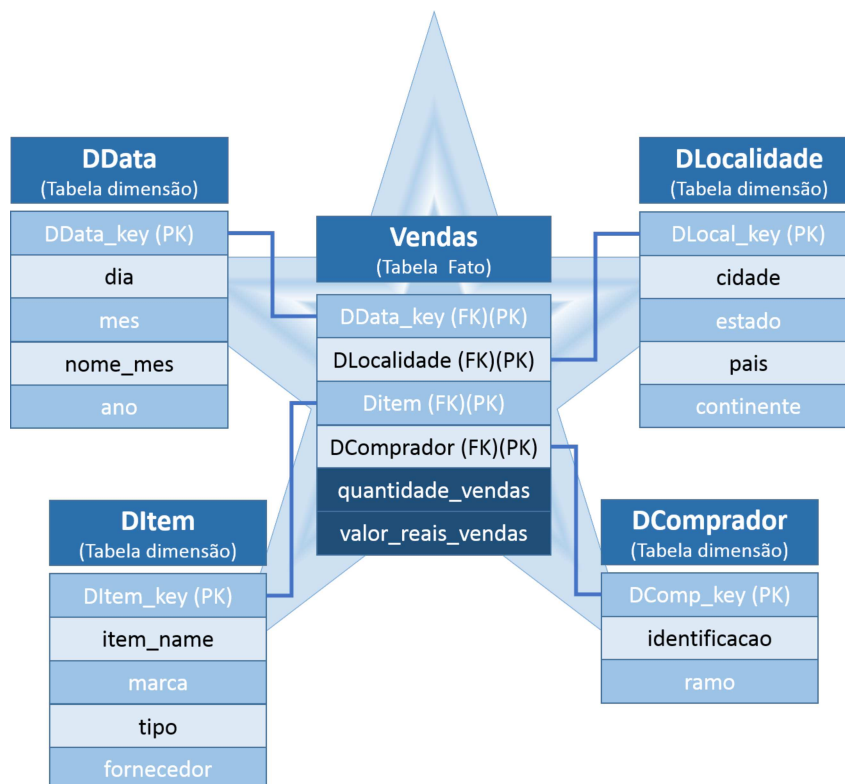 DData
(Tabela dimensão)
DData_key (PK)
dia
mes
nome_mes
ano
DLocalidade
(Tabela dimensão)
DLocal_key (PK)
cidade
estado
pais
continente
Vendas
(Tabela Fato)
DData_key (FK)(PK)
DLocalidade (FK)(PK)
Ditem (FK)(PK)
DComprador (FK)(PK)
quantidade_vendas
valor_reais_vendas
DItem
(Tabela dimensão)
DItem_key (PK)
item_name
marca
tipo
fornecedor
DComprador
(Tabela dimensão)
DComp_key (PK)
identificacao
ramo